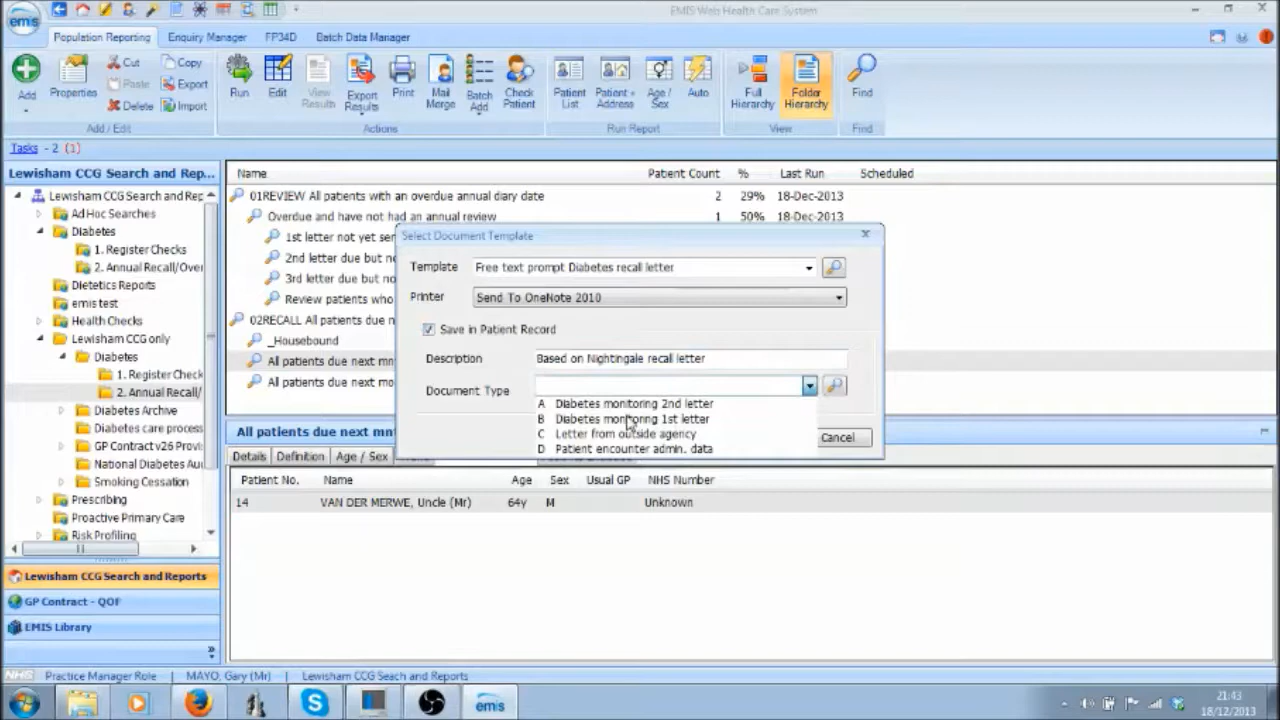 emis
EMIS Web Health Care System
Population Reporting
Enquiry Manager
FP34D
Batch Data Manager
Add
Properties
Cut
Paste
Delete
Copy
Export
Import
Add / Edit
Run
Edit
View Results
Export Results
Print
Mail Merge
Batch Add
Check Patient
Actions
Patient List
Patient + Address
Age / Sex
Auto
Run Report
Full Hierarchy
Folder Hierarchy
View
Find
Find
Tasks - 2 (1)
Lewisham CCG Search and Rep...
Lewisham CCG Search and Rep
Ad Hoc Searches
Diabetes
1. Register Checks
2. Annual Recall/Over
Dietetics Reports
emis test
Health Checks
Lewisham CCG only
Diabetes
1. Register Check
2. Annual Recall/
Diabetes Archive
Diabetes care process
GP Contract v26 Provis
National Diabetes Au
Smoking Cessation
Prescribing
Proactive Primary Care
Risk Profiling
Lewisham CCG Search and Reports
GP Contract - QOF
EMIS Library
Name Patient Count % Last Run Scheduled
01REVIEW All patients with an overdue annual diary date 2 29% 18-Dec-2013
Overdue and have not had an annual review 1 50% 18-Dec-2013
1st letter not yet sen
2nd letter due but no
3rd letter due but no
Review patients who
02RECALL All patients due n
_Housebound
All patients due next mn
All patients due next mo
Select Document Template
Template Free text prompt Diabetes recall letter
Printer Send To OneNote 2010
Save in Patient Record
Description Based on Nightingale recall letter
Document Type
A Diabetes monitoring 2nd letter
B Diabetes monitoring 1st letter
C Letter from outside agency
D Patient encounter admin. data
Cancel
All patients due next mnt
Details
Definition
Age / Sex
Patient No. Name Age Sex Usual GP NHS Number
14 VAN DER MERWE, Uncle (Mr) 64y M Unknown
NHS Practice Manager Role MAYO, Gary (Mr) Lewisham CCG Search and Reports
emis
21:43
18/12/2013